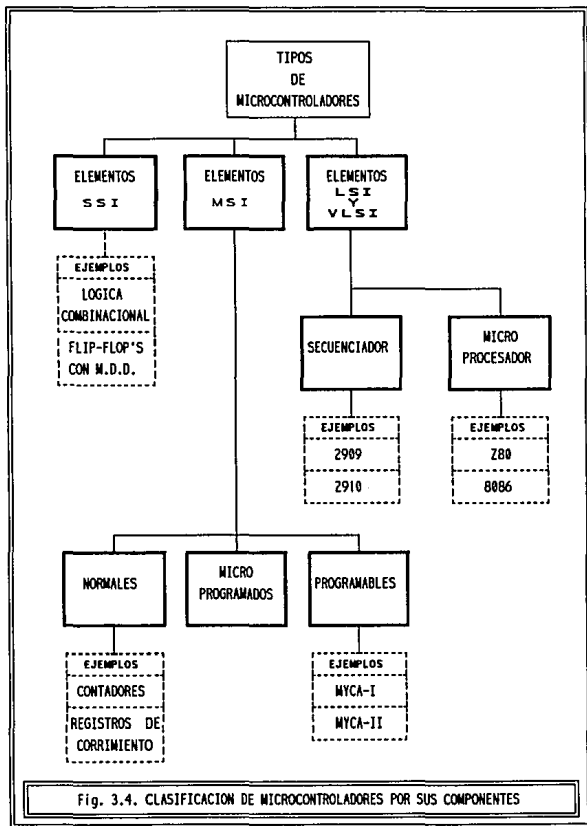 TIPOS
DE
MICROCONTROLADORES
ELEMENTOS
SSI
ELEMENTOS
MSI
ELEMENTOS
LSI
Y
VLSI
EJEMPLOS
LOGICA
COMBINACIONAL
FLIP-FLOP'S
CON M.D.D.
SECUENCIADOR
MICRO
PROCESADOR
EJEMPLOS
2909
2910
EJEMPLOS
Z80
8086
NORMALES
MICRO
PROGRAMADOS
PROGRAMABLES
EJEMPLOS
CONTADORES
REGISTROS DE
CORRIMIENTO
EJEMPLOS
MYCA-I
MYCA-II
Fig. 3.4. CLASIFICACION DE MICROCONTROLADORES POR SUS COMPONENTES